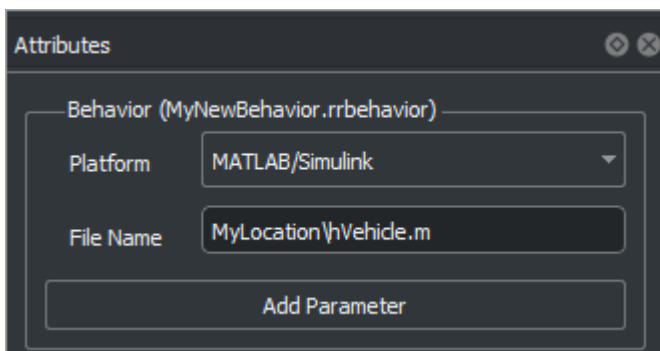 Attributes
Behavior (MyNewBehavior.rrbehavior)
Platform MATLAB/Simulink
File Name MyLocation\hVehicle.m
Add Parameter